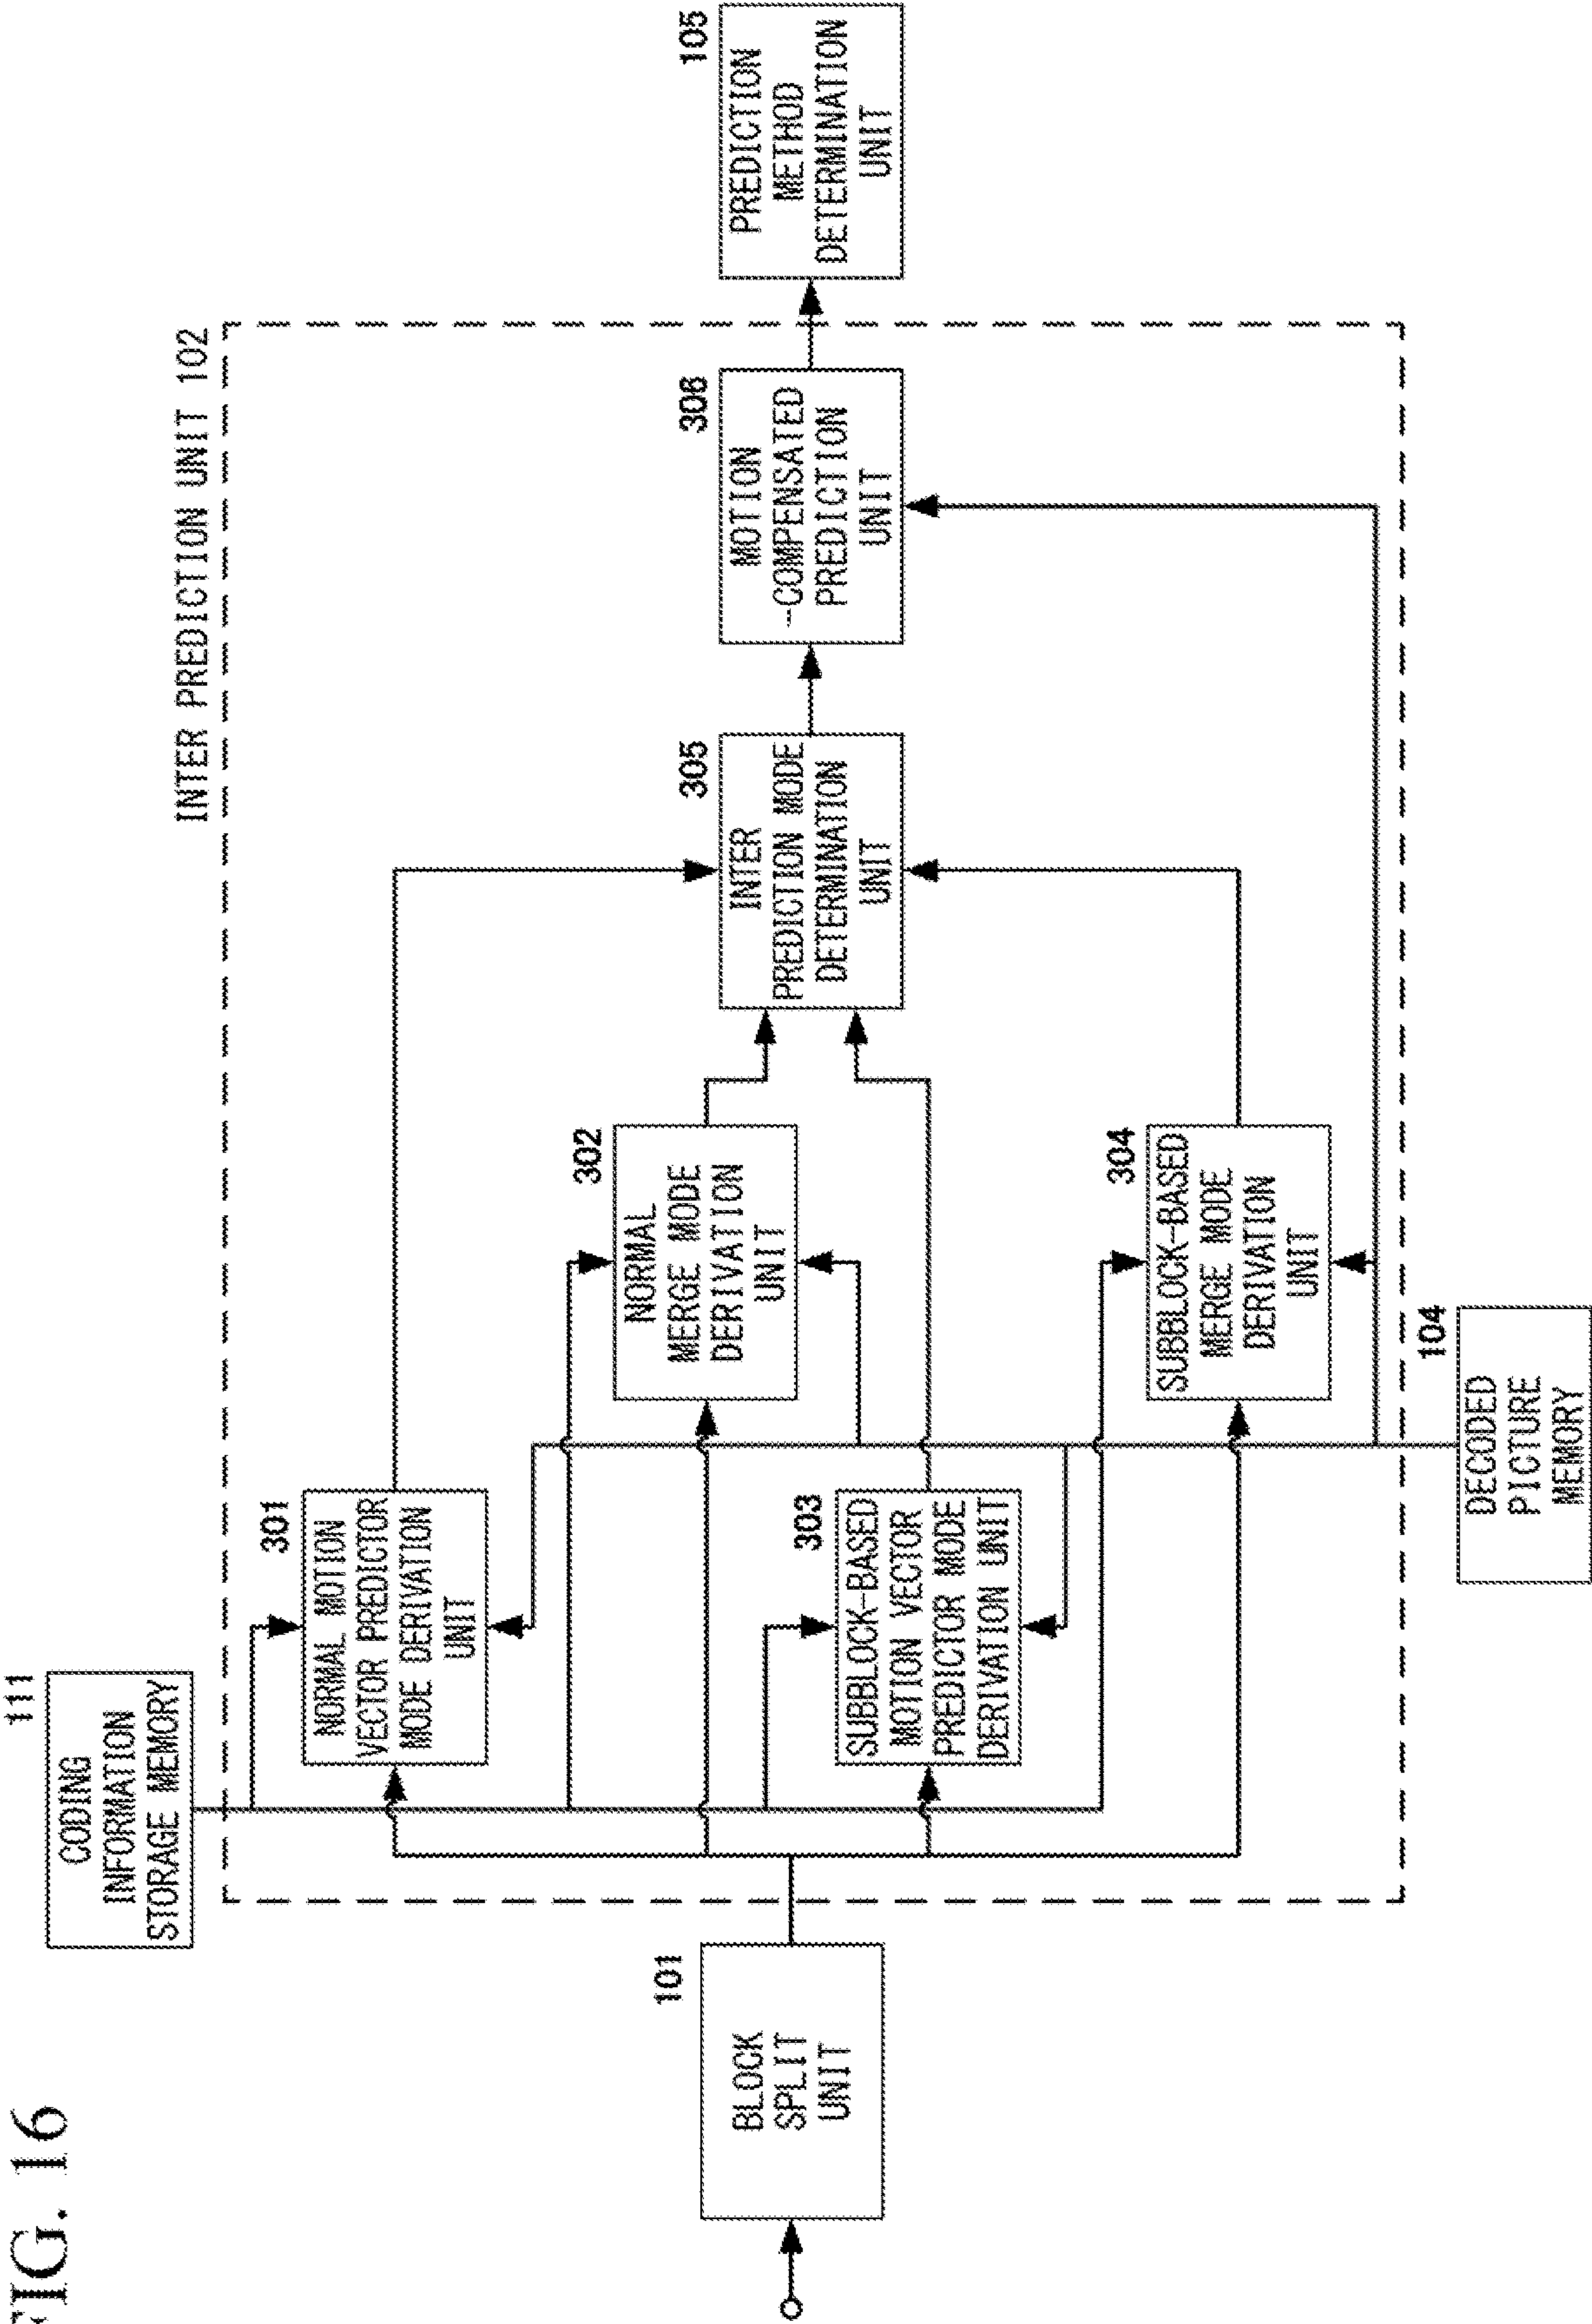 FIG. 16
INTER PREDICTION UNIT 102
111
CODING
INFORMATION
STORAGE MEMORY
101
BLOCK
SPLIT
UNIT
301
NORMAL MOTION
VECTOR PREDICTOR
MODE DERIVATION
UNIT
302
NORMAL
MERGE MODE
DERIVATION
UNIT
303
SUBBLOCK-BASED
MOTION VECTOR
PREDICTOR MODE
DERIVATION UNIT
304
SUBBLOCK-BASED
MERGE MODE
DERIVATION
UNIT
305
INTER
PREDICTION MODE
DETERMINATION
UNIT
306
MOTION
-COMPENSATED
PREDICTION
UNIT
105
PREDICTION
METHOD
DETERMINATION
UNIT
104
DECODED
PICTURE
MEMORY